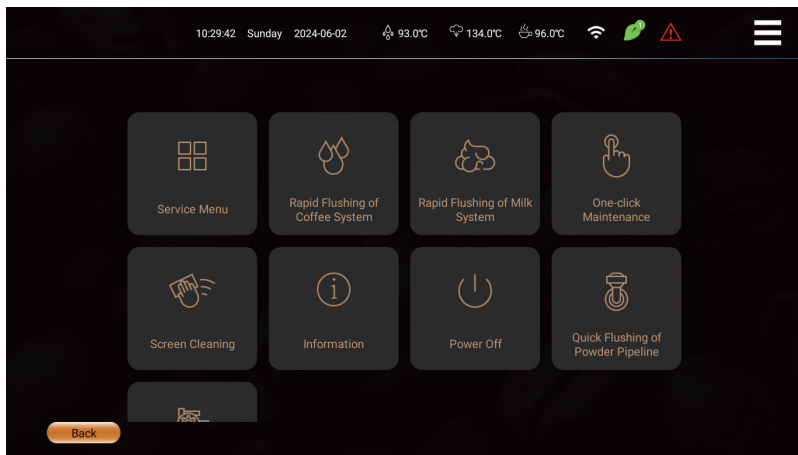 10:29:42 Sunday 2024-06-02 93.0℃ 134.0℃ 96.0℃ 1
Service Menu
Rapid Flushing of
Coffee System
Rapid Flushing of Milk
System
One-click
Maintenance
Screen Cleaning
Information
Power Off
Quick Flushing of
Powder Pipeline
Back